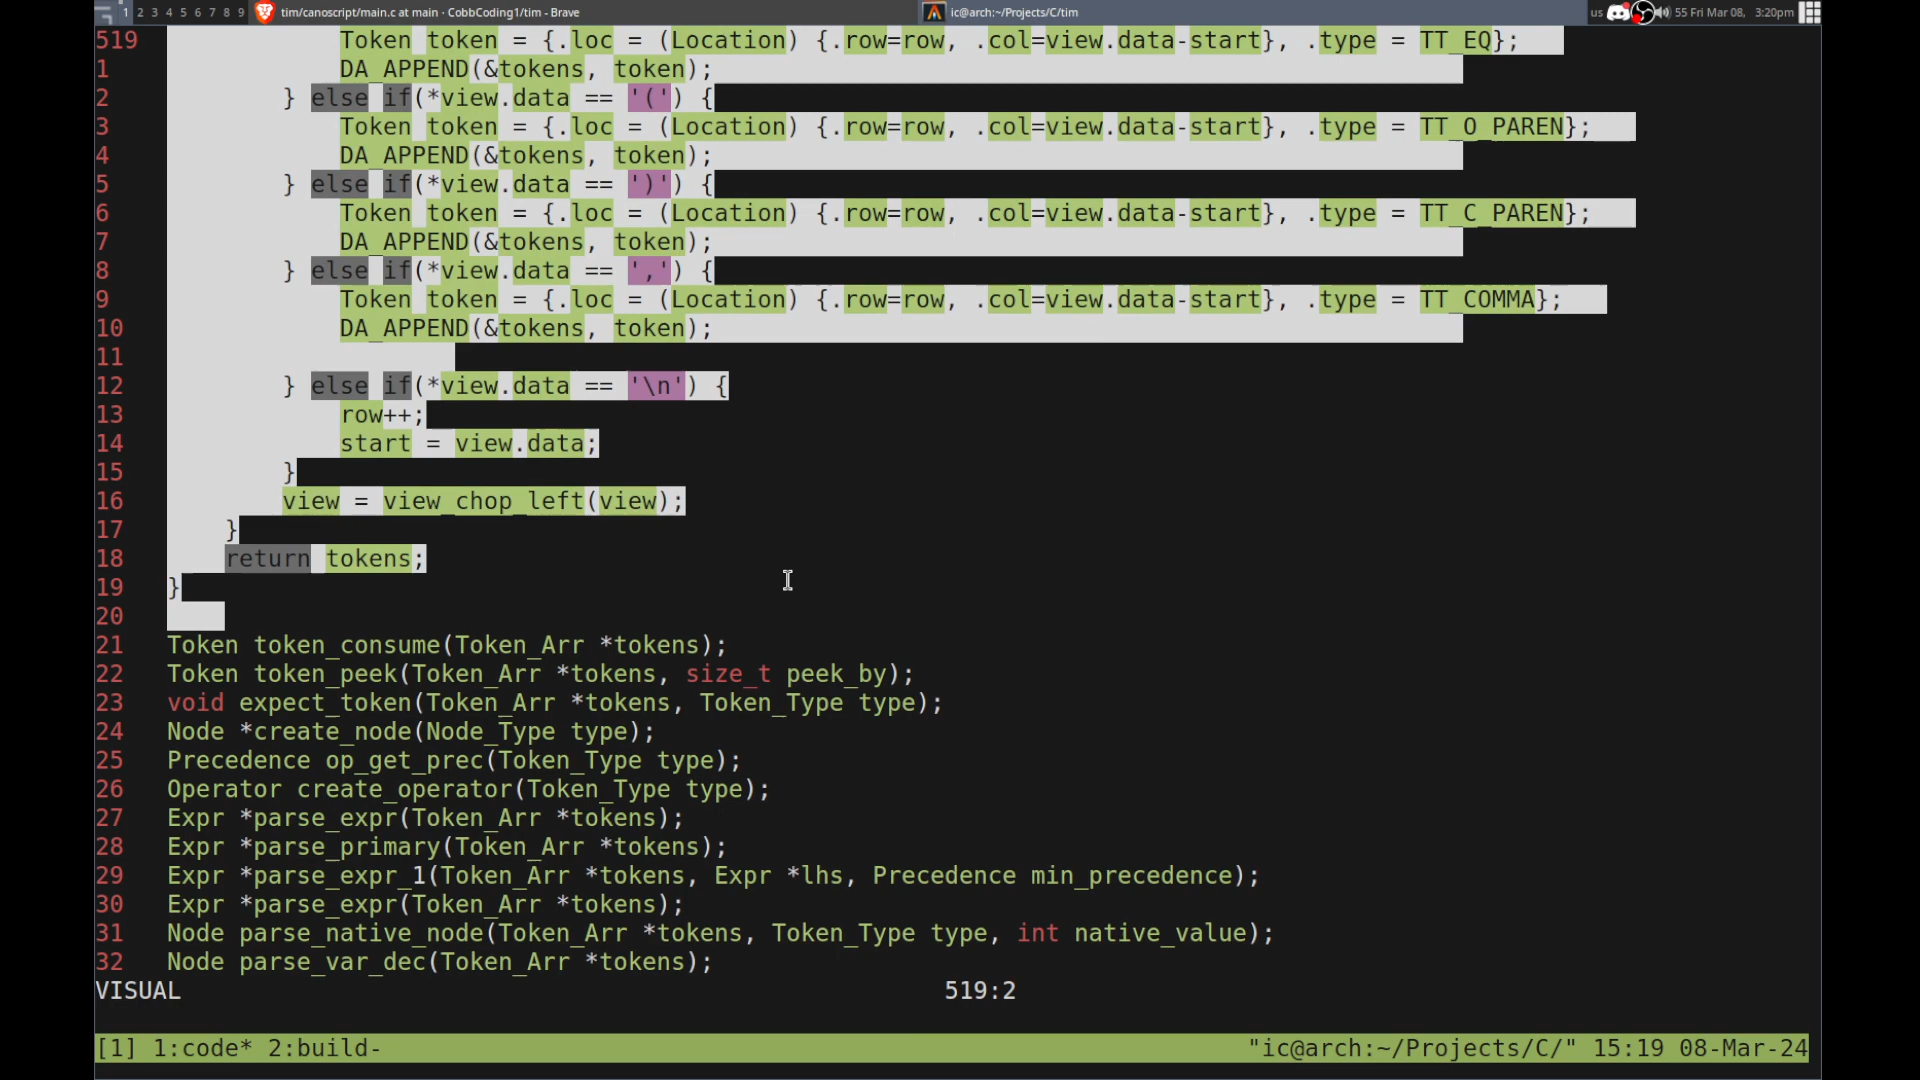 1 2 3 4 5 6 7 8 9 tim/canoscript/main.c at main · CobbCoding1/tim - Brave ic@arch:~/Projects/C/tim us 55 Fri Mar 08, 3:20pm
519 Token token = {.loc = (Location) {.row=row, .col=view.data-start}, .type = TT_EQ};
1 DA_APPEND(&tokens, token);
2 } else if(*view.data == '(') {
3 Token token = {.loc = (Location) {.row=row, .col=view.data-start}, .type = TT_O_PAREN};
4 DA_APPEND(&tokens, token);
5 } else if(*view.data == ')') {
6 Token token = {.loc = (Location) {.row=row, .col=view.data-start}, .type = TT_C_PAREN};
7 DA_APPEND(&tokens, token);
8 } else if(*view.data == ',') {
9 Token token = {.loc = (Location) {.row=row, .col=view.data-start}, .type = TT_COMMA};
10 DA_APPEND(&tokens, token);
11
12 } else if(*view.data == '\n') {
13 row++;
14 start = view.data;
15 }
16 view = view_chop_left(view);
17 }
18 return tokens;
19 }
20
21 Token token_consume(Token_Arr *tokens);
22 Token token_peek(Token_Arr *tokens, size_t peek_by);
23 void expect_token(Token_Arr *tokens, Token_Type type);
24 Node *create_node(Node_Type type);
25 Precedence op_get_prec(Token_Type type);
26 Operator create_operator(Token_Type type);
27 Expr *parse_expr(Token_Arr *tokens);
28 Expr *parse_primary(Token_Arr *tokens);
29 Expr *parse_expr_1(Token_Arr *tokens, Expr *lhs, Precedence min_precedence);
30 Expr *parse_expr(Token_Arr *tokens);
31 Node parse_native_node(Token_Arr *tokens, Token_Type type, int native_value);
32 Node parse_var_dec(Token_Arr *tokens);
VISUAL 519:2
[1] 1:code* 2:build- "ic@arch:~/Projects/C/" 15:19 08-Mar-24